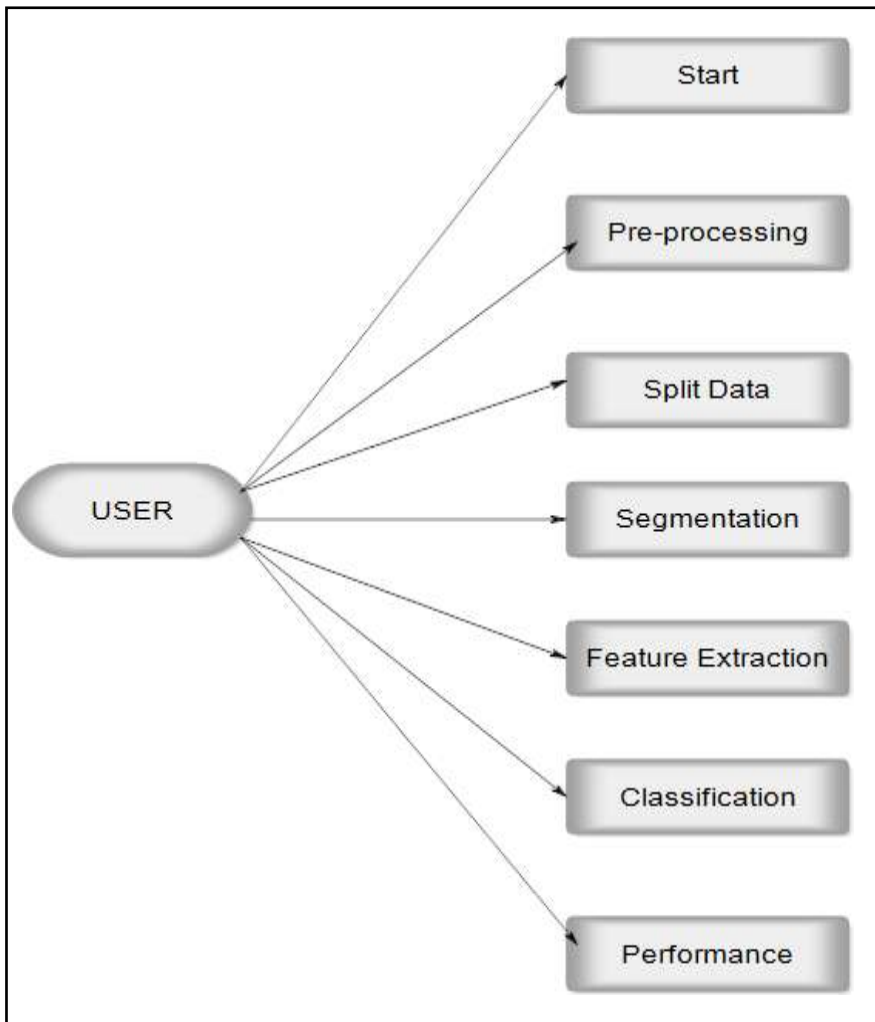 Start
Pre-processing
Split Data
USER
Segmentation
Feature Extraction
Classification
Performance